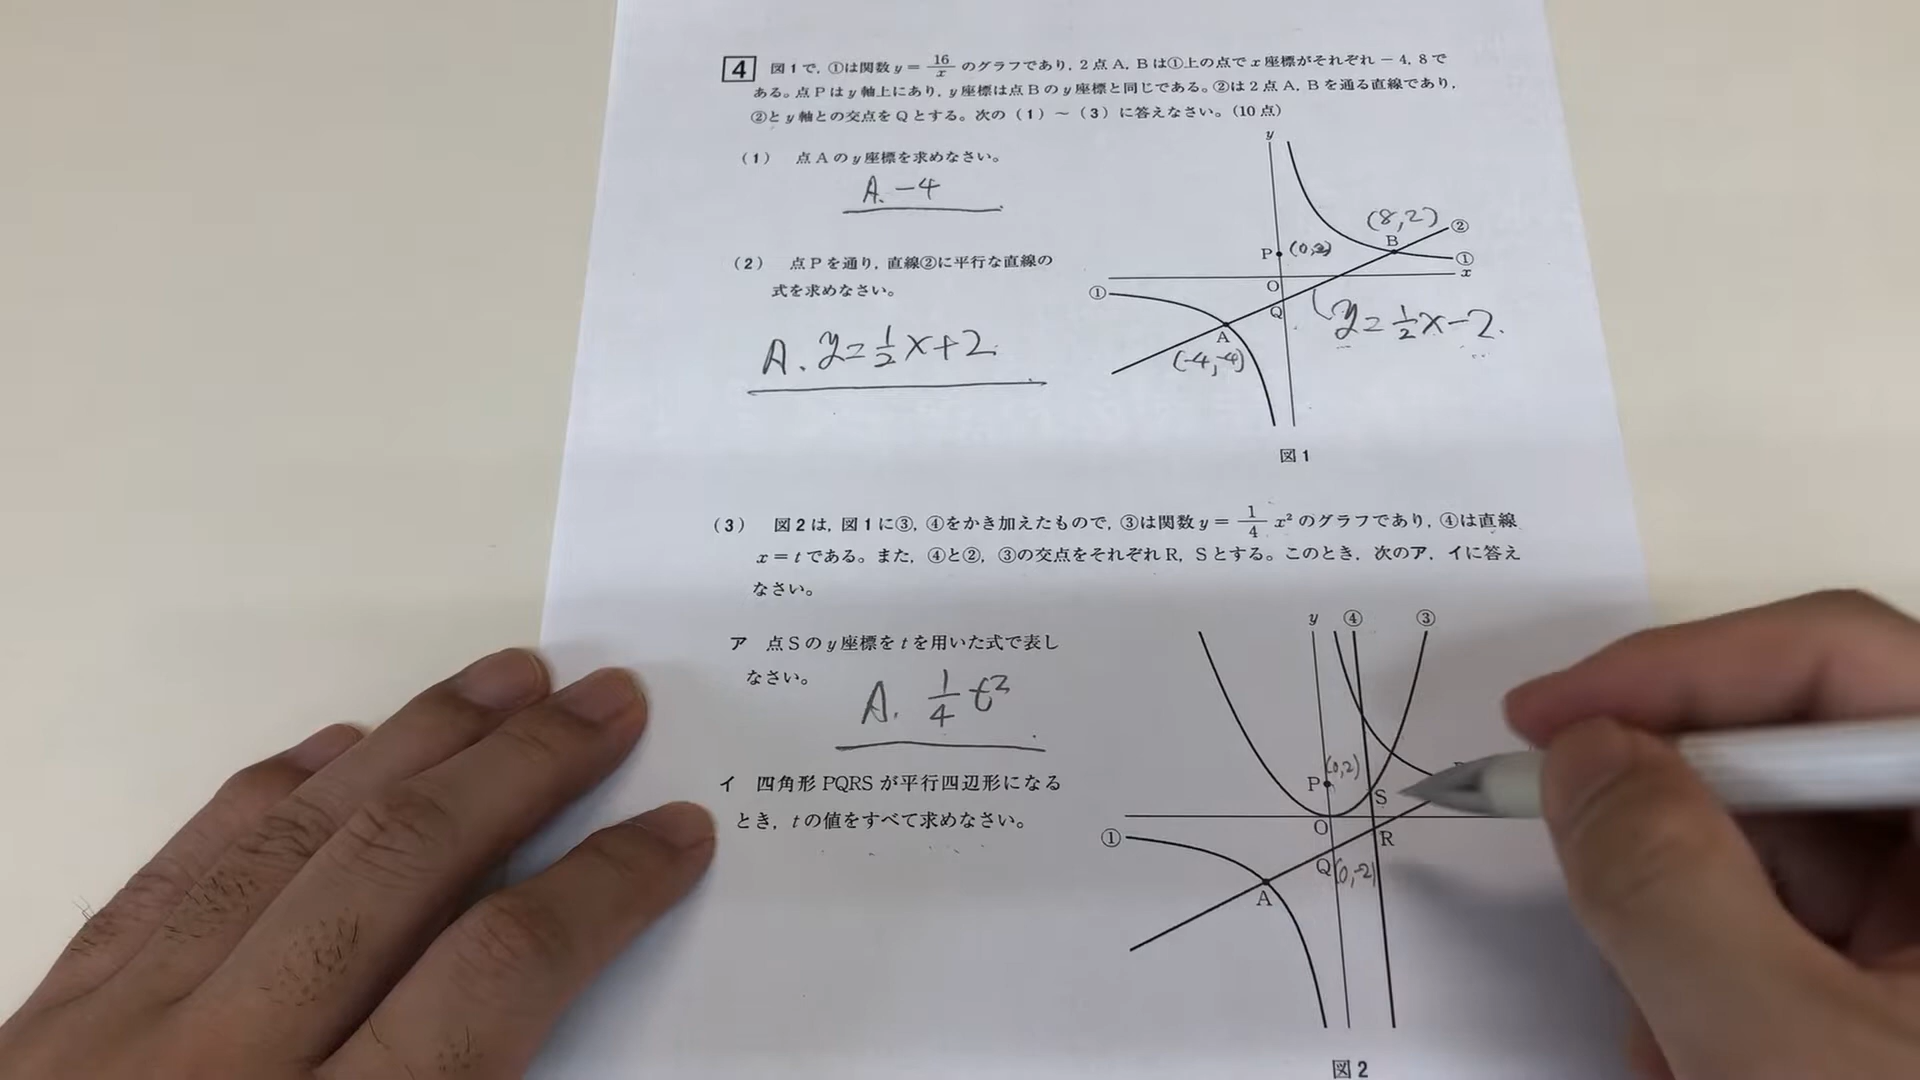 4 図1で, ①は関数 y = 16/x のグラフであり, 2点A, Bは①上の点でx座標がそれぞれ −4, 8で
ある。点Pはy軸上にあり, y座標は点Bのy座標と同じである。②は2点A, Bを通る直線であり,
②とy軸との交点をQとする。次の(1)〜(3)に答えなさい。(10点)
(1) 点Aのy座標を求めなさい。
A. −4
(2) 点Pを通り, 直線②に平行な直線の
式を求めなさい。
A. y=1/2x+2
y
(8,2)
②
B
P
(0,2)
①
x
①
O
Q
y=1/2x−2
A
(-4,-4)
図1
(3) 図2は, 図1に③, ④をかき加えたもので, ③は関数 y = 1/4 x² のグラフであり, ④は直線
x = t である。また, ④と②, ③の交点をそれぞれR, Sとする。このとき, 次のア, イに答え
なさい。
ア 点Sのy座標をtを用いた式で表し
なさい。
A. 1/4 t²
イ 四角形PQRSが平行四辺形になる
とき, tの値をすべて求めなさい。
y
④
③
P
(0,2)
S
O
①
R
Q
(0,-2)
A
図2